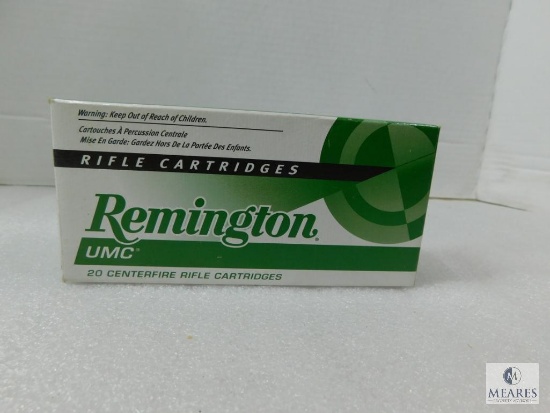 Warning: Keep Out of Reach of Children.
Cartouches À Percussion Centrale
Mise En Garde: Gardez Hors De La Portée Des Enfants.
RIFLE CARTRIDGES
Remington®
UMC®
20 CENTERFIRE RIFLE CARTRIDGES
MEARES